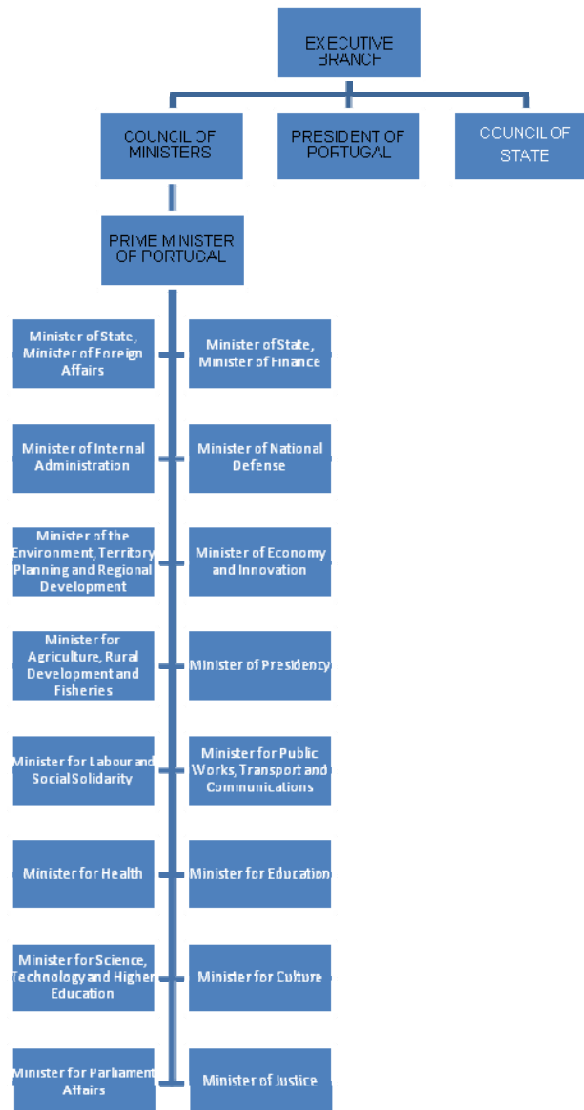 EXECUTIVE
BRANCH
COUNCIL OF
MINISTERS
PRESIDENT OF
PORTUGAL
COUNCIL OF
STATE
PRIME MINISTER
OF PORTUGAL
Minister of State,
Minister of Foreign
Affairs
Minister of State,
Minister of Finance
Minister of Internal
Administration
Minister of National
Defense
Minister of the
Environment, Territory
Planning and Regional
Development
Minister of Economy
and Innovation
Minister for
Agriculture, Rural
Development and
Fisheries
Minister of Presidency
Minister for Labour and
Social Solidarity
Minister for Public
Works, Transport and
Communications
Minister for Health
Minister for Education
Minister for Science,
Technology and Higher
Education
Minister for Culture
Minister for Parliament
Affairs
Minister of Justice